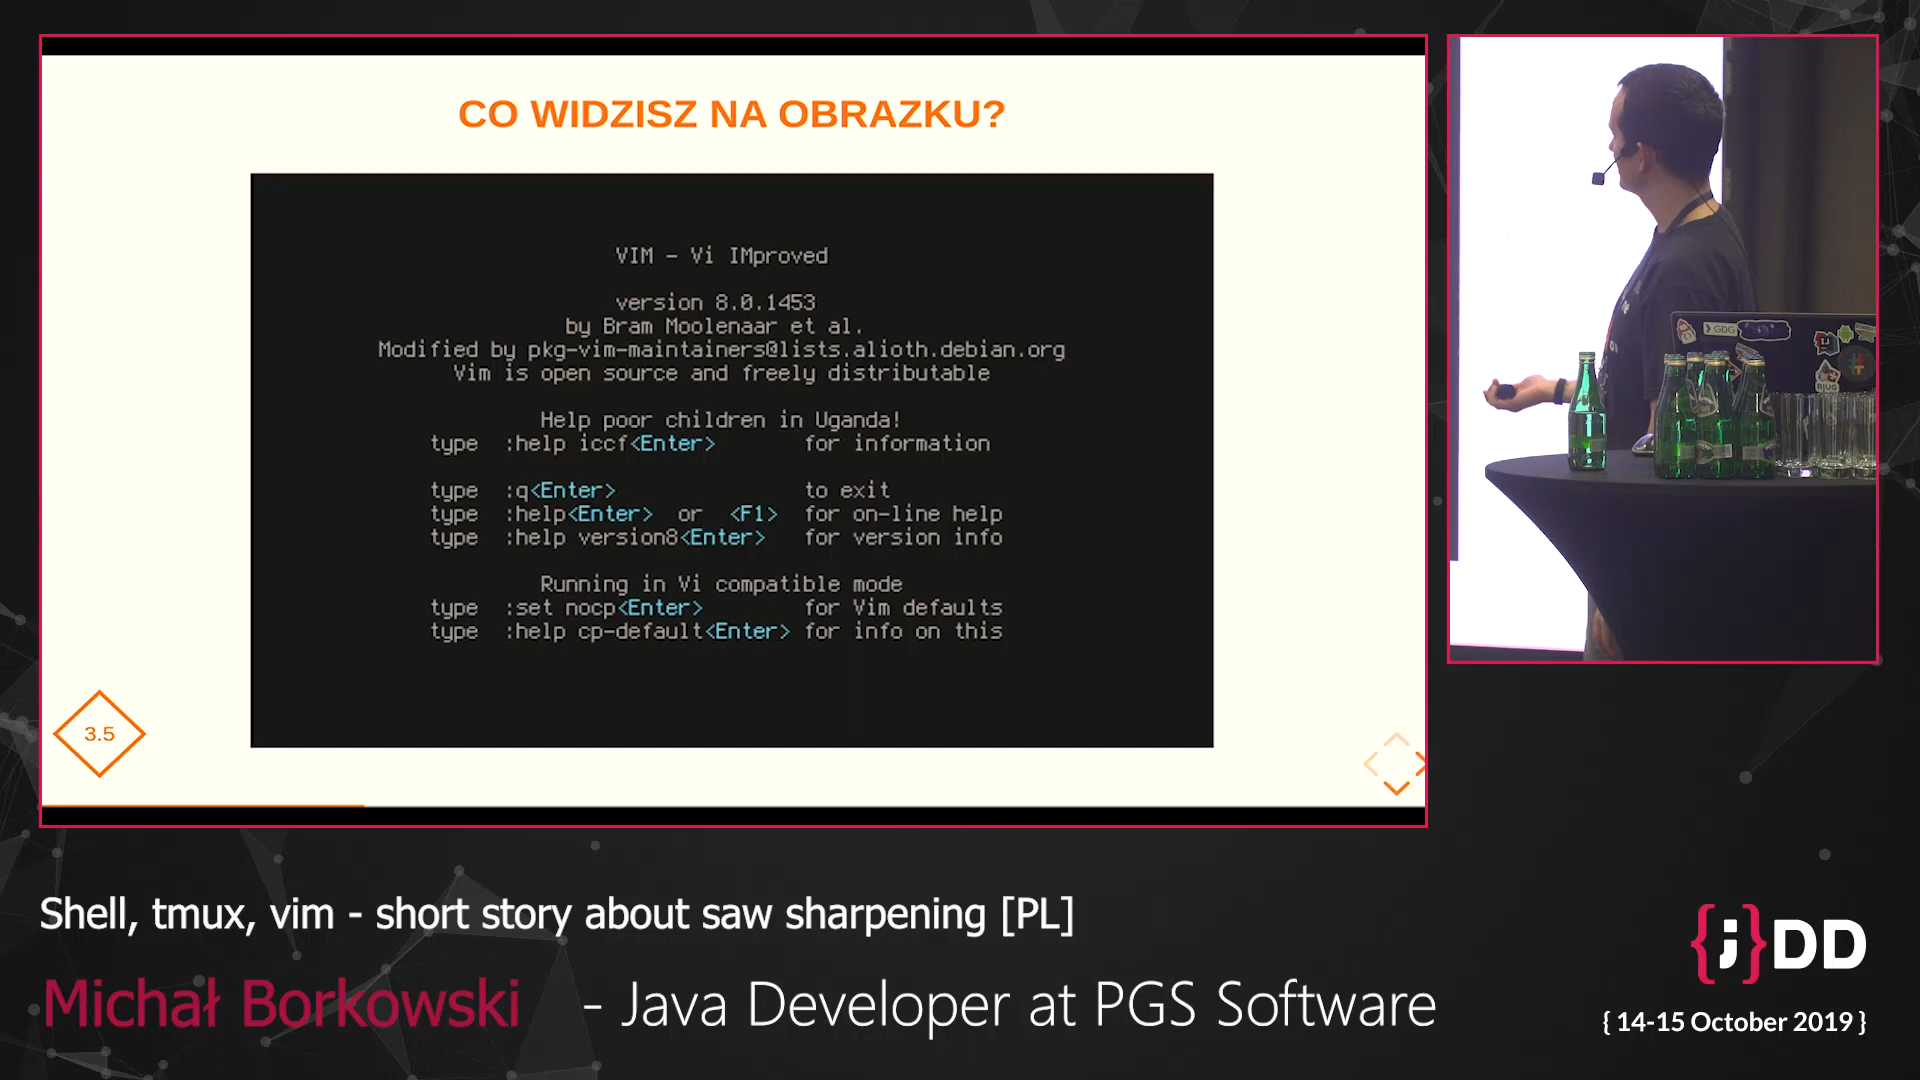 CO WIDZISZ NA OBRAZKU?
VIM - Vi IMproved
version 8.0.1453
by Bram Moolenaar et al.
Modified by pkg-vim-maintainers@lists.alioth.debian.org
Vim is open source and freely distributable
Help poor children in Uganda!
type :help iccf<Enter> for information
type :q<Enter> to exit
type :help<Enter> or <F1> for on-line help
type :help version8<Enter> for version info
Running in Vi compatible mode
type :set nocp<Enter> for Vim defaults
type :help cp-default<Enter> for info on this
3.5
GDG
IJ
RJUG
Shell, tmux, vim - short story about saw sharpening [PL]
Michał Borkowski - Java Developer at PGS Software
{;}DD
{ 14-15 October 2019 }